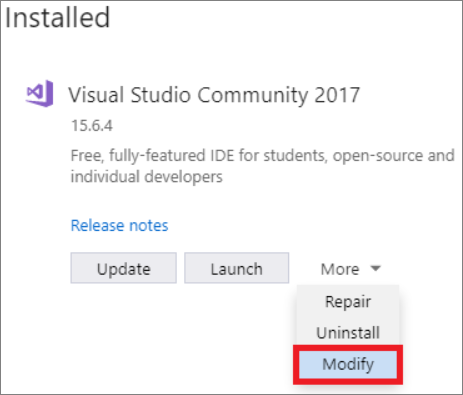 Installed
Visual Studio Community 2017
15.6.4
Free, fully-featured IDE for students, open-source and
individual developers
Release notes
Update Launch More
Repair
Uninstall
Modify